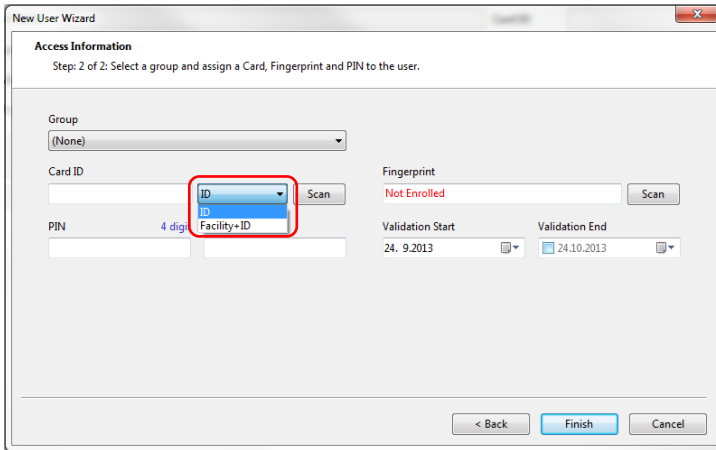 New User Wizard
Access Information
Step: 2 of 2: Select a group and assign a Card, Fingerprint and PIN to the user.
Group
(None)
Card ID
Fingerprint
ID
Scan
Not Enrolled
Scan
ID
Facility+ID
PIN
4
Validation Start
Validation End
24. 9.2013
24.10.2013
< Back
Finish
Cancel